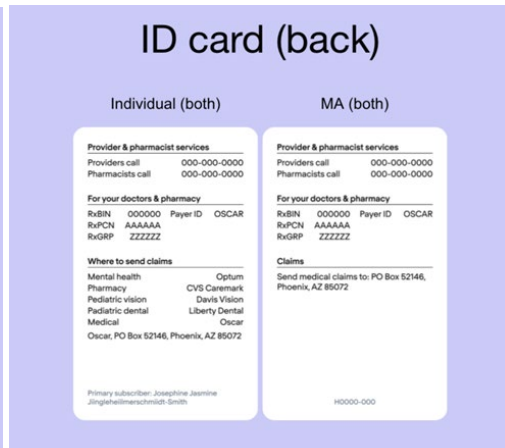 ID card (back)
Individual (both)
Provider & pharmacist services
Providers call 000-000-0000
Pharmacists call 000-000-0000
For your doctors & pharmacy
RxBIN 000000 Payer ID OSCAR
RxPCN AAAAAA
RxGRP ZZZZZZ
Where to send claims
Mental health Optum
Pharmacy CVS Caremark
Pediatric vision Davis Vision
Padiatric dental Liberty Dental
Medical Oscar
Oscar, PO Box 52146, Phoenix, AZ 85072
Primary subscriber: Josephine Jasmine
Jiingleheilmerschmidt-Smith
MA (both)
Provider & pharmacist services
Providers call 000-000-0000
Pharmacists call 000-000-0000
For your doctors & pharmacy
RxBIN 000000 Payer ID OSCAR
RxPCN AAAAAA
RxGRP ZZZZZZ
Claims
Send medical claims to: PO Box 52146,
Phoenix, AZ 85072
H0000-000